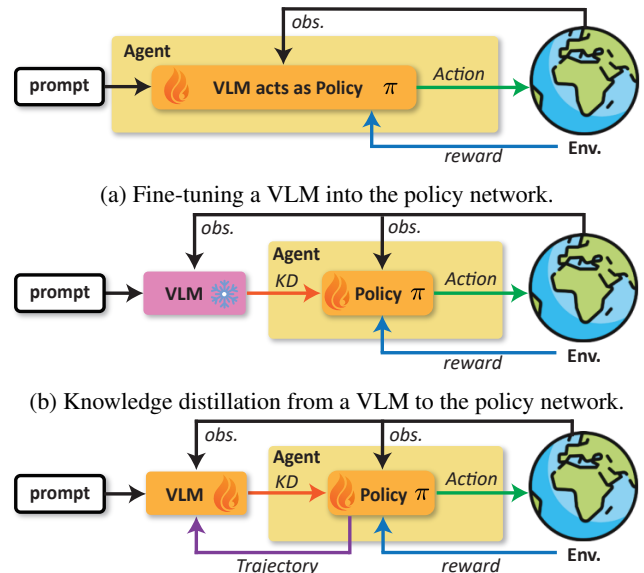 obs.
Agent
prompt
VLM acts as Policy π
Action
reward
Env.
(a) Fine-tuning a VLM into the policy network.
obs.
obs.
Agent
prompt
VLM
KD
Policy π
Action
reward
Env.
(b) Knowledge distillation from a VLM to the policy network.
obs.
obs.
Agent
prompt
VLM
KD
Policy π
Action
Trajectory
reward
Env.